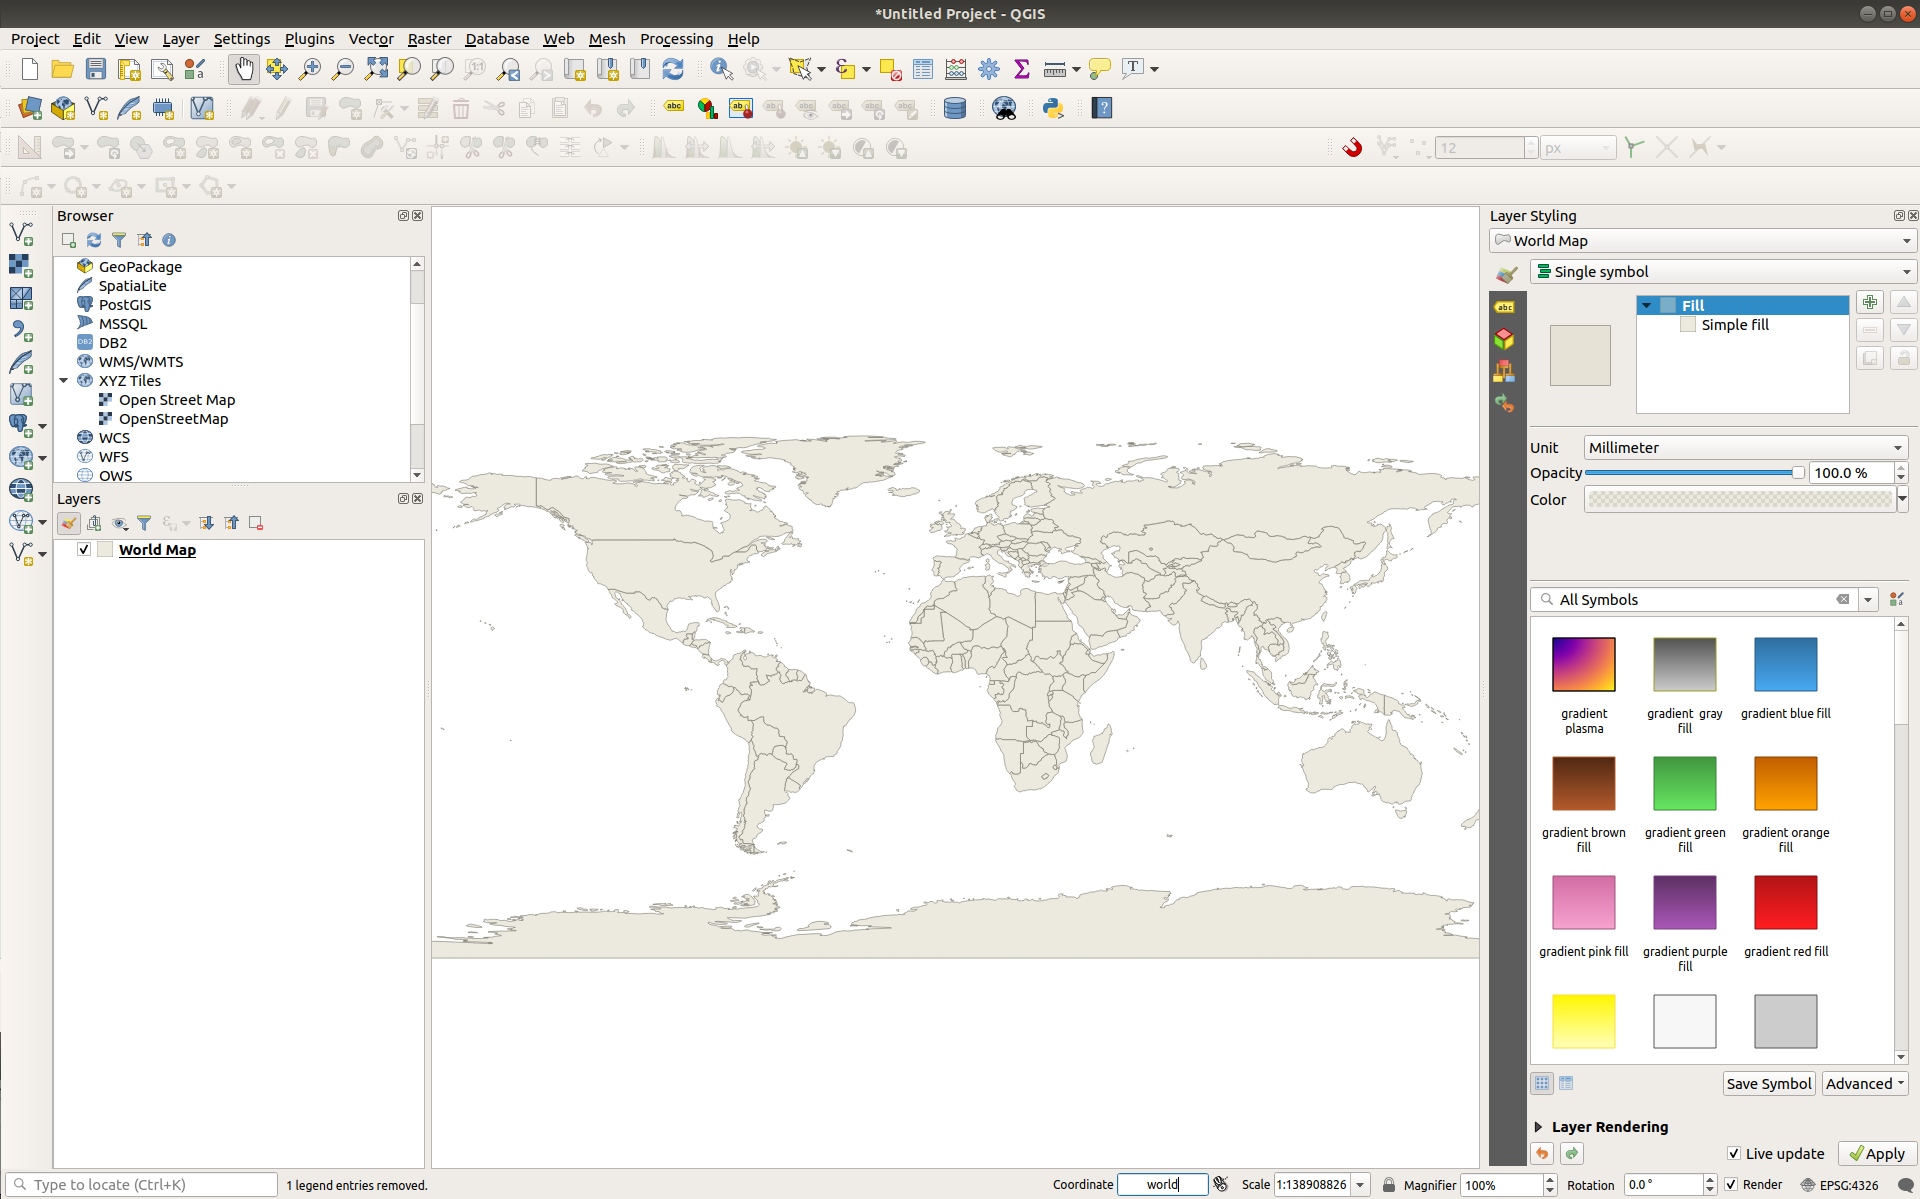 *Untitled Project - QGIS
Project Edit View Layer Settings Plugins Vector Raster Database Web Mesh Processing Help
12 px
Browser
GeoPackage
SpatiaLite
PostGIS
MSSQL
DB2
WMS/WMTS
XYZ Tiles
Open Street Map
OpenStreetMap
WCS
WFS
OWS
Layers
World Map
Layer Styling
World Map
Single symbol
Fill
Simple fill
Unit Millimeter
Opacity 100.0 %
Color
All Symbols
gradient plasma
gradient gray fill
gradient blue fill
gradient brown fill
gradient green fill
gradient orange fill
gradient pink fill
gradient purple fill
gradient red fill
Save Symbol Advanced
Layer Rendering
Live update Apply
Type to locate (Ctrl+K) 1 legend entries removed. Coordinate world Scale 1:138908826 Magnifier 100% Rotation 0.0 ° Render EPSG:4326